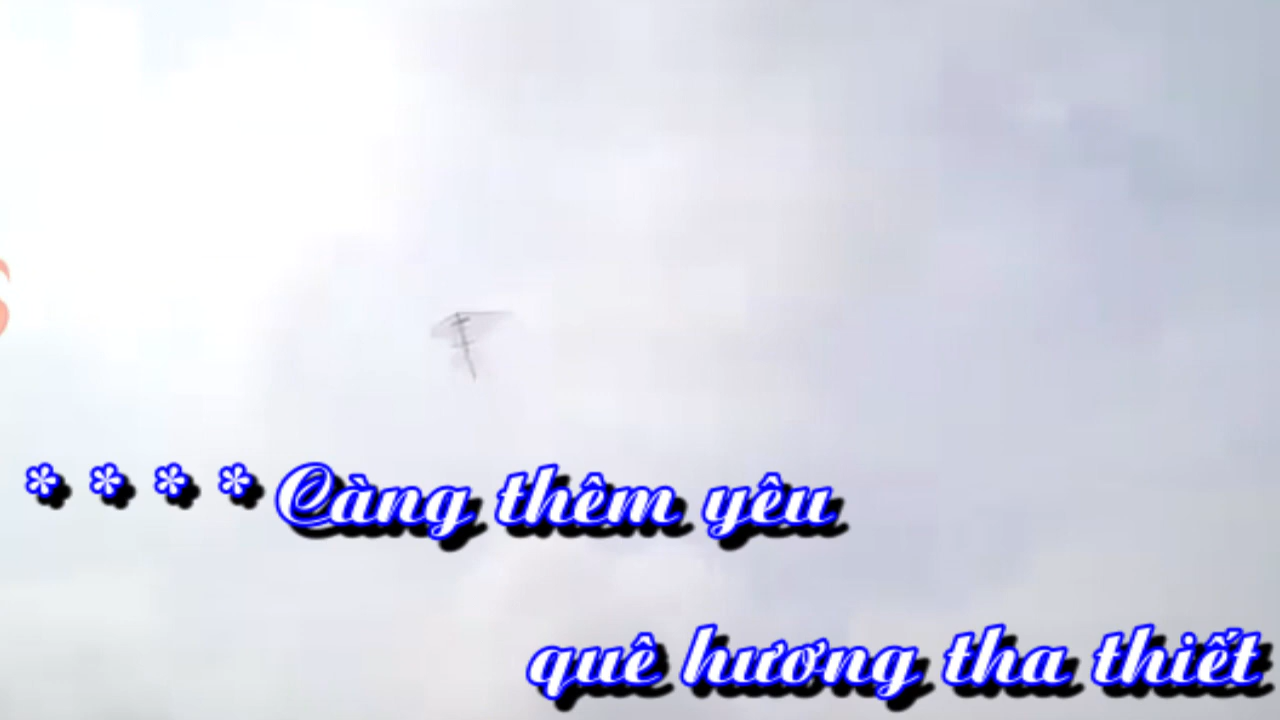 * * * * Càng thêm yêu
quê hương tha thiết